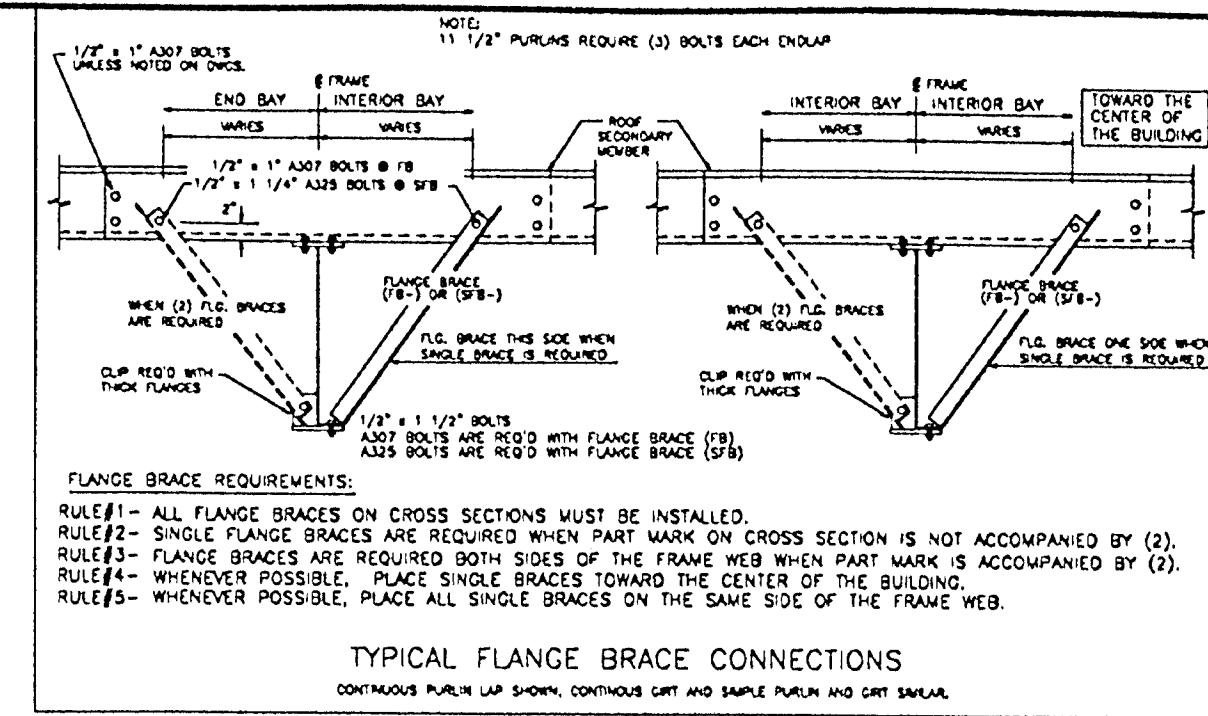 NOTE:
11 1/2" PURLINS REQUIRE (3) BOLTS EACH ENDLAP
1/2" x 1" A307 BOLTS
UNLESS NOTED ON DWGS.
℄ FRAME
END BAY
INTERIOR BAY
VARIES
VARIES
1/2" x 1" A307 BOLTS @ FB
1/2" x 1 1/4" A325 BOLTS @ SFB
2"
ROOF
SECONDARY
MEMBER
℄ FRAME
INTERIOR BAY
INTERIOR BAY
VARIES
VARIES
TOWARD THE
CENTER OF
THE BUILDING
WHEN (2) FLG. BRACES
ARE REQUIRED
CLIP REQ'D WITH
THICK FLANGES
FLANGE BRACE
(FB-) OR (SFB-)
FLG. BRACE THIS SIDE WHEN
SINGLE BRACE IS REQUIRED
1/2" x 1 1/2" BOLTS
A307 BOLTS ARE REQ'D WITH FLANGE BRACE (FB)
A325 BOLTS ARE REQ'D WITH FLANGE BRACE (SFB)
WHEN (2) FLG. BRACES
ARE REQUIRED
CLIP REQ'D WITH
THICK FLANGES
FLANGE BRACE
(FB-) OR (SFB-)
FLG. BRACE ONE SIDE WHEN
SINGLE BRACE IS REQUIRED
FLANGE BRACE REQUIREMENTS:
RULE#1- ALL FLANGE BRACES ON CROSS SECTIONS MUST BE INSTALLED.
RULE#2- SINGLE FLANGE BRACES ARE REQUIRED WHEN PART MARK ON CROSS SECTION IS NOT ACCOMPANIED BY (2).
RULE#3- FLANGE BRACES ARE REQUIRED BOTH SIDES OF THE FRAME WEB WHEN PART MARK IS ACCOMPANIED BY (2).
RULE#4- WHENEVER POSSIBLE, PLACE SINGLE BRACES TOWARD THE CENTER OF THE BUILDING.
RULE#5- WHENEVER POSSIBLE, PLACE ALL SINGLE BRACES ON THE SAME SIDE OF THE FRAME WEB.
TYPICAL FLANGE BRACE CONNECTIONS
CONTINUOUS PURLIN LAP SHOWN, CONTINOUS GIRT AND SIMPLE PURLIN AND GIRT SIMILAR.